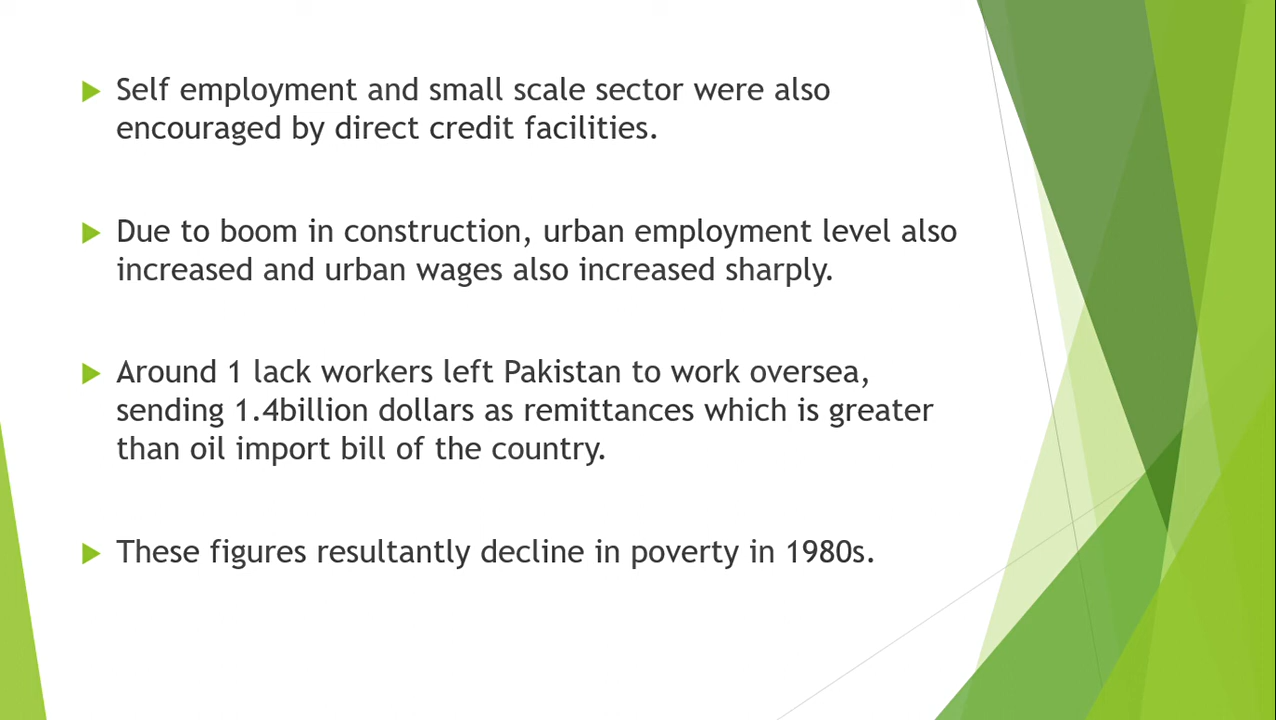 Self employment and small scale sector were also
encouraged by direct credit facilities.
Due to boom in construction, urban employment level also
increased and urban wages also increased sharply.
Around 1 lack workers left Pakistan to work oversea,
sending 1.4billion dollars as remittances which is greater
than oil import bill of the country.
These figures resultantly decline in poverty in 1980s.